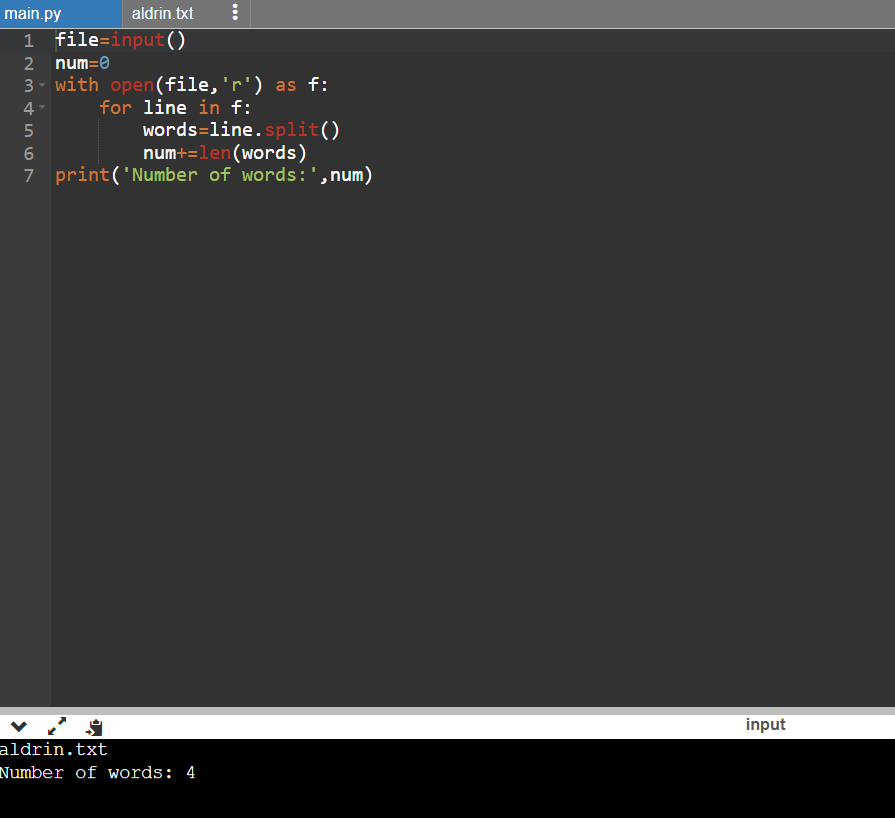 main.py aldrin.txt
1 file=input()
2 num=0
3 with open(file,'r') as f:
4     for line in f:
5         words=line.split()
6         num+=len(words)
7 print('Number of words:',num)
input
aldrin.txt
Number of words: 4